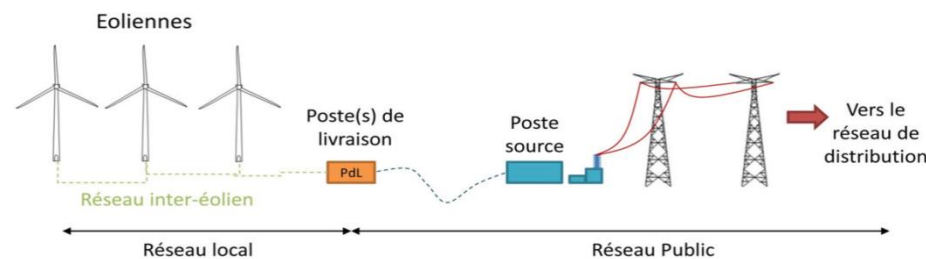 Eoliennes
Poste(s) de
livraison
Poste
source
Vers le
réseau de
distribution
PdL
Réseau inter-éolien
Réseau local
Réseau Public